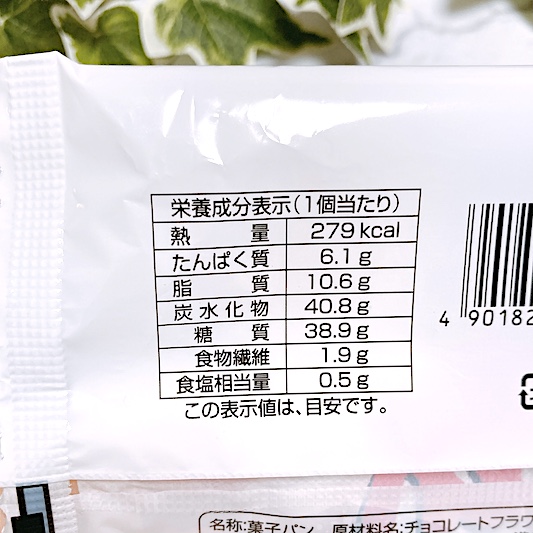 栄養成分表示(1個当たり)
熱量 279kcal
たんぱく質 6.1g
脂質 10.6g
炭水化物 40.8g
糖質 38.9g
食物繊維 1.9g
食塩相当量 0.5g
この表示値は、目安です。
4 90182
名称:菓子パン 原材料名:チョコレートフラワ